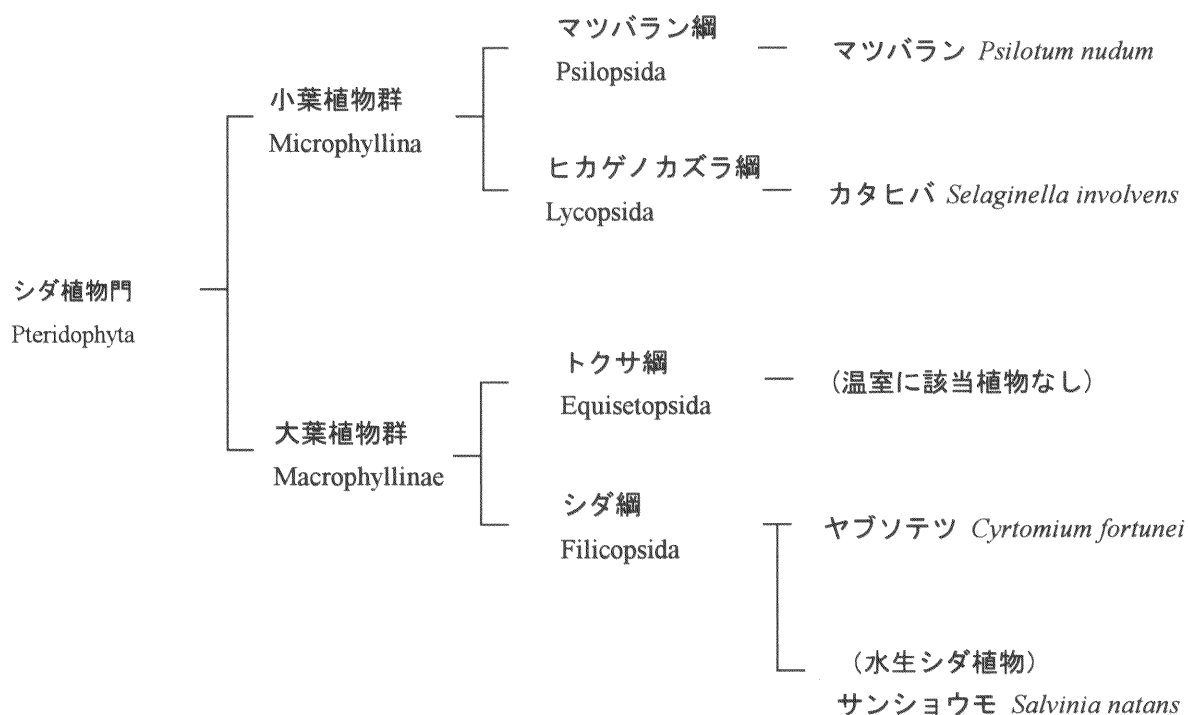 マツバラン綱
Psilopsida
マツバラン Psilotum nudum
小葉植物群
Microphyllina
ヒカゲノカズラ綱
Lycopsida
カタヒバ Selaginella involvens
シダ植物門
Pteridophyta
トクサ綱
Equisetopsida
(温室に該当植物なし)
大葉植物群
Macrophyllinae
シダ綱
Filicopsida
ヤブソテツ Cyrtomium fortunei
(水生シダ植物)
サンショウモ Salvinia natans